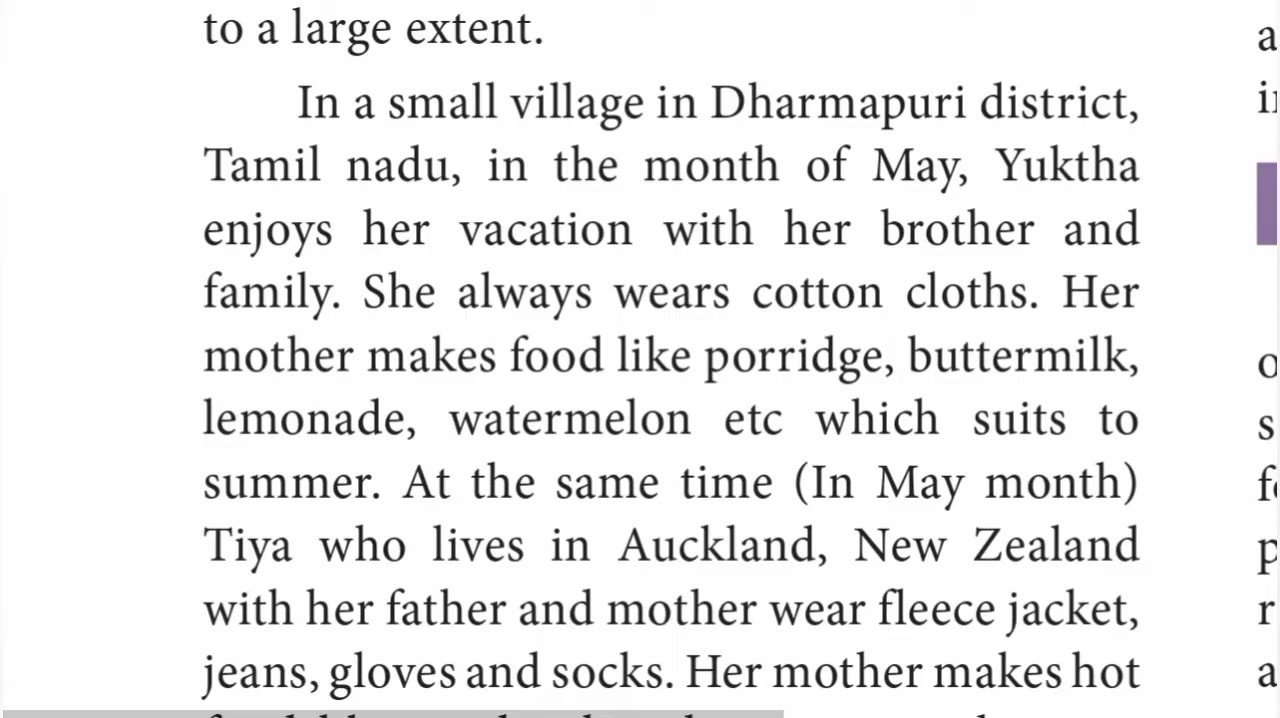 to a large extent.
In a small village in Dharmapuri district,
Tamil nadu, in the month of May, Yuktha
enjoys her vacation with her brother and
family. She always wears cotton cloths. Her
mother makes food like porridge, buttermilk,
lemonade, watermelon etc which suits to
summer. At the same time (In May month)
Tiya who lives in Auckland, New Zealand
with her father and mother wear fleece jacket,
jeans, gloves and socks. Her mother makes hot